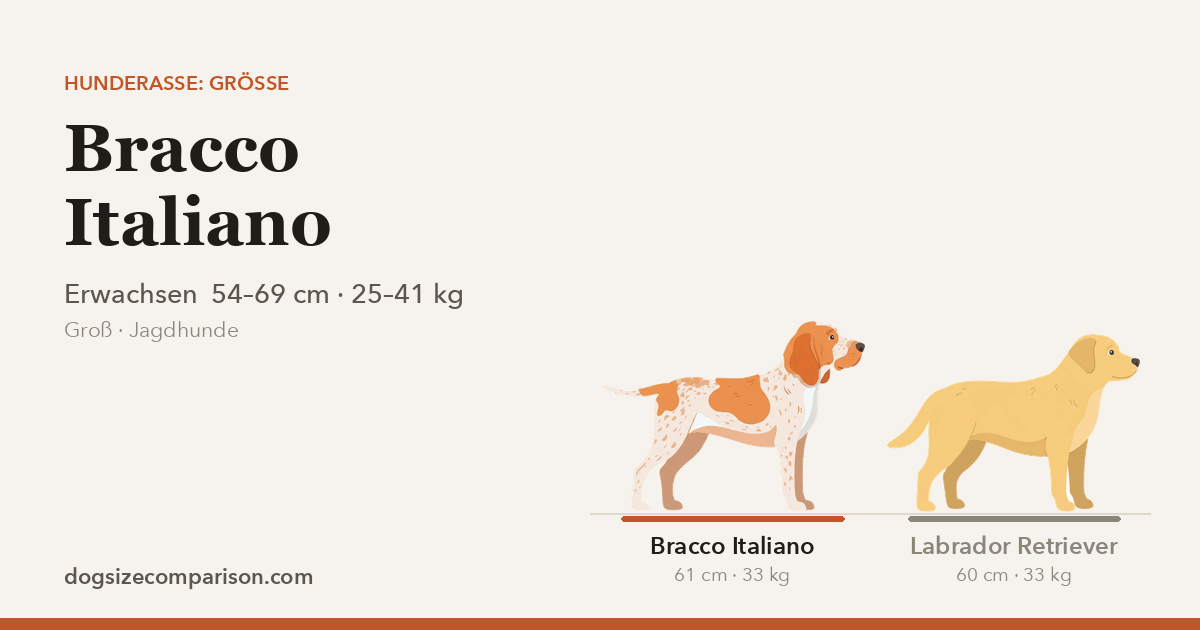 HUNDERASSE: GRÖSSE
Bracco
Italiano
Erwachsen 54–69 cm · 25–41 kg
Groß · Jagdhunde
Bracco Italiano
61 cm · 33 kg
Labrador Retriever
60 cm · 33 kg
dogsizecomparison.com